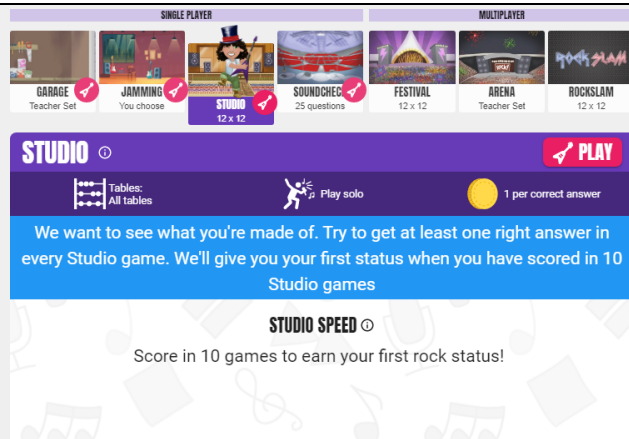 SINGLE PLAYER
MULTIPLAYER
GARAGE
Teacher Set
JAMMING
You choose
STUDIO
12 x 12
SOUNDCHEC
25 questions
FESTIVAL
12 x 12
ARENA
Teacher Set
ROCK SLAM
ROCKSLAM
12 x 12
STUDIO
PLAY
Tables:
All tables
Play solo
1 per correct answer
We want to see what you're made of. Try to get at least one right answer in
every Studio game. We'll give you your first status when you have scored in 10
Studio games
STUDIO SPEED
Score in 10 games to earn your first rock status!